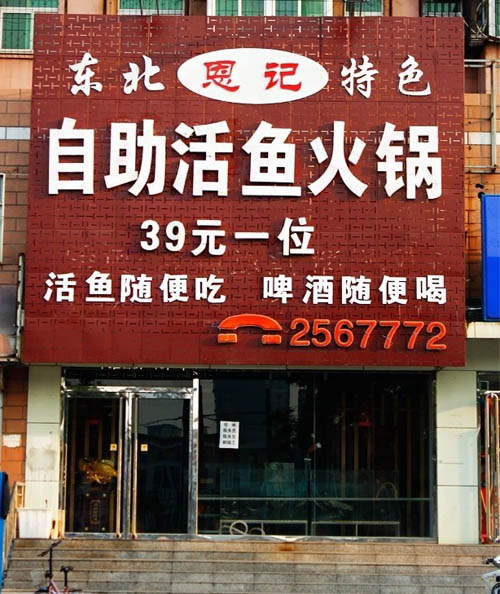 东北 恩记 特色
自助活鱼火锅
39元一位
活鱼随便吃 啤酒随便喝
2567772